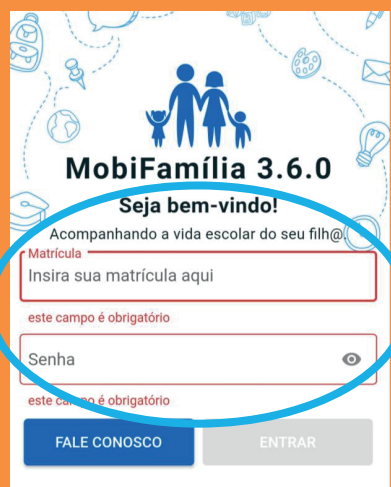 MobiFamília 3.6.0
Seja bem-vindo!
Acompanhando a vida escolar do seu filh@.
Matrícula
Insira sua matrícula aqui
este campo é obrigatório
Senha
este campo é obrigatório
FALE CONOSCO
ENTRAR